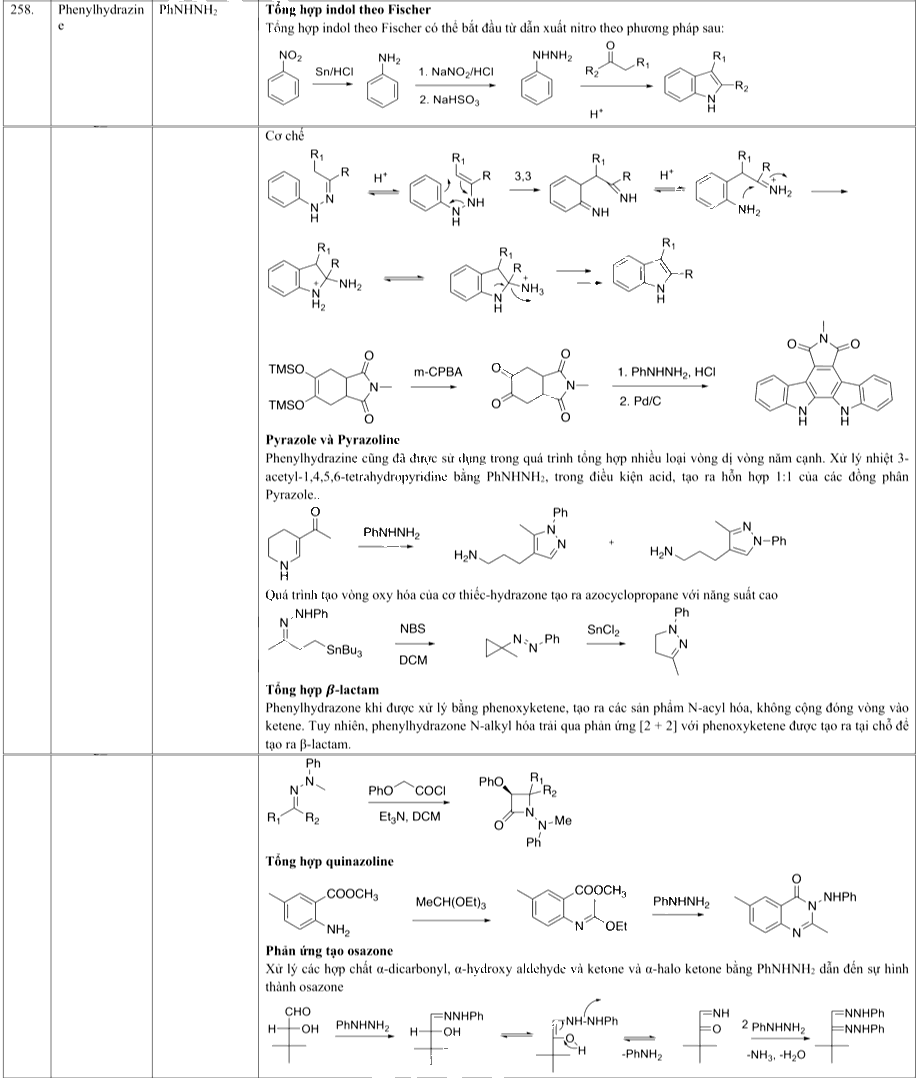 258. Phenylhydrazin PhNHNH₂ Tổng hợp indol theo Fischer
e Tổng hợp indol theo Fischer có thể bắt đầu từ dẫn xuất nitro theo phương pháp sau:
NO₂ Sn/HCl NH₂ 1. NaNO₂/HCl 2. NaHSO₃ NHNH₂ O R₂ R₁ H⁺ R₁ R₂ N H
Cơ chế
R₁ R N N H H⁺ R₁ R NH N H 3,3 R₁ R NH NH H⁺ R₁ R NH₂ + NH₂
R₁ R NH₂ N + H₂ R₁ R NH₃ + N H R₁ R N H
TMSO TMSO O N O m-CPBA O O O N O 1. PhNHNH₂, HCl 2. Pd/C O N O N H N H
Pyrazole và Pyrazoline
Phenylhydrazine cũng đã được sử dụng trong quá trình tổng hợp nhiều loại vòng dị vòng năm cạnh. Xử lý nhiệt 3-
acetyl-1,4,5,6-tetrahydropyridine bằng PhNHNH₂, trong điều kiện acid, tạo ra hỗn hợp 1:1 của các đồng phân
Pyrazole..
O N H PhNHNH₂ H₂N Ph N N + H₂N N N-Ph
Quá trình tạo vòng oxy hóa của cơ thiếc-hydrazone tạo ra azocyclopropane với năng suất cao
NHPh N SnBu₃ NBS DCM N N Ph SnCl₂ Ph N N
Tổng hợp β-lactam
Phenylhydrazone khi được xử lý bằng phenoxyketene, tạo ra các sản phẩm N-acyl hóa, không cộng đóng vòng vào
ketene. Tuy nhiên, phenylhydrazone N-alkyl hóa trải qua phản ứng [2 + 2] với phenoxyketene được tạo ra tại chỗ để
tạo ra β-lactam.
Ph N N R₁ R₂ PhO COCl Et₃N, DCM PhO R₁ R₂ O N N-Me Ph
Tổng hợp quinazoline
COOCH₃ NH₂ MeCH(OEt)₃ COOCH₃ N OEt PhNHNH₂ O N NHPh N
Phản ứng tạo osazone
Xử lý các hợp chất α-dicarbonyl, α-hydroxy aldehyde và ketone và α-halo ketone bằng PhNHNH₂ dẫn đến sự hình
thành osazone
CHO H OH PhNHNH₂ NNHPh H OH NH-NHPh O H -PhNH₂ NH O 2 PhNHNH₂ -NH₃, -H₂O NNHPh NNHPh